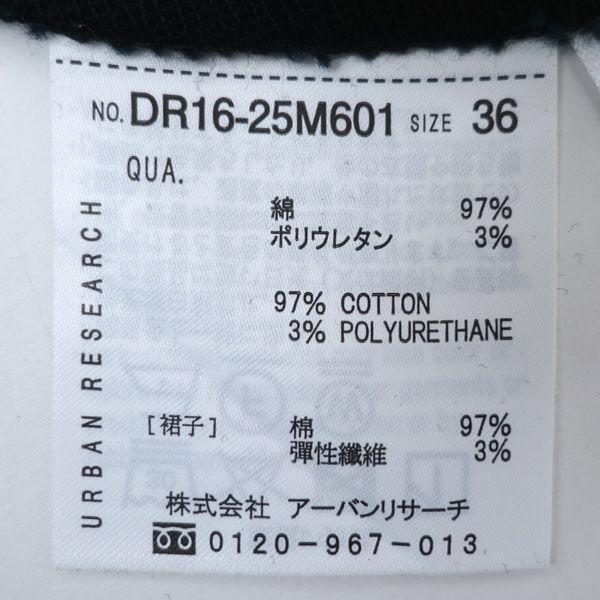 NO. DR16-25M601 SIZE 36
QUA.
URBAN RESEARCH
綿 97%
ポリウレタン 3%
97% COTTON
3% POLYURETHANE
[裙子] 棉 97%
彈性纖維 3%
株式会社 アーバンリサーチ
0120-967-013